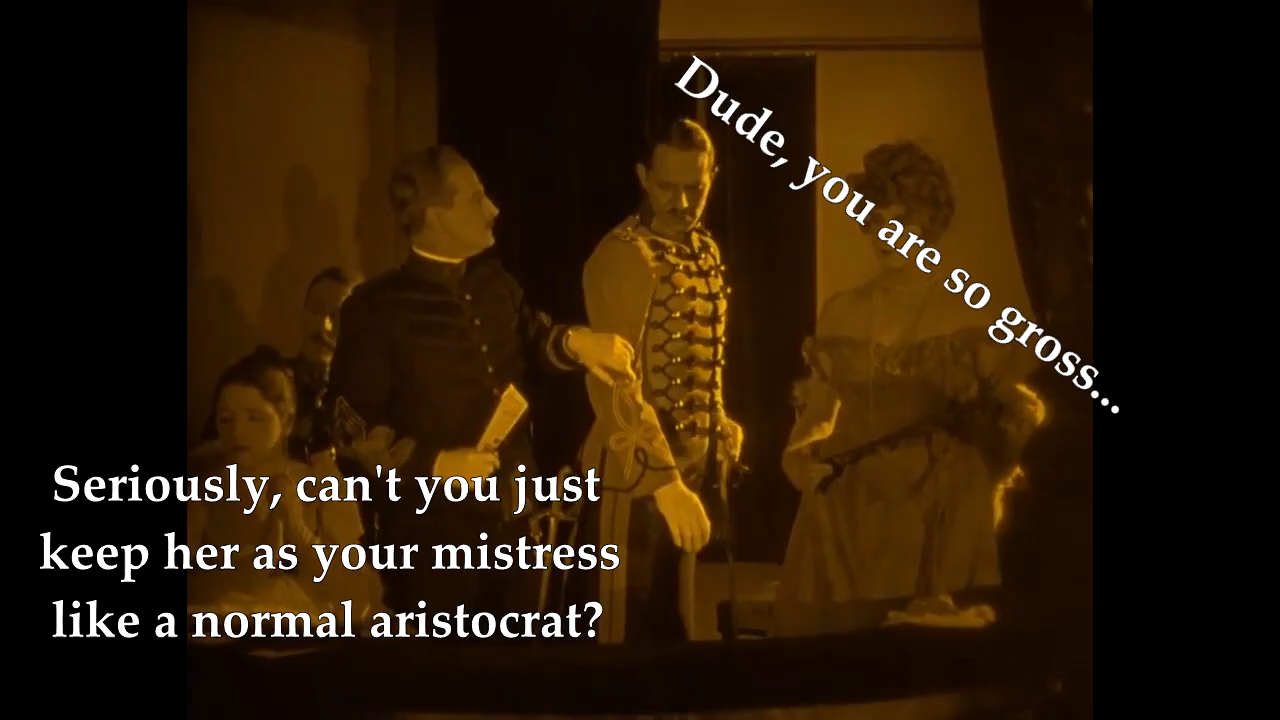 Dude, you are so gross...
Seriously, can't you just
keep her as your mistress
like a normal aristocrat?